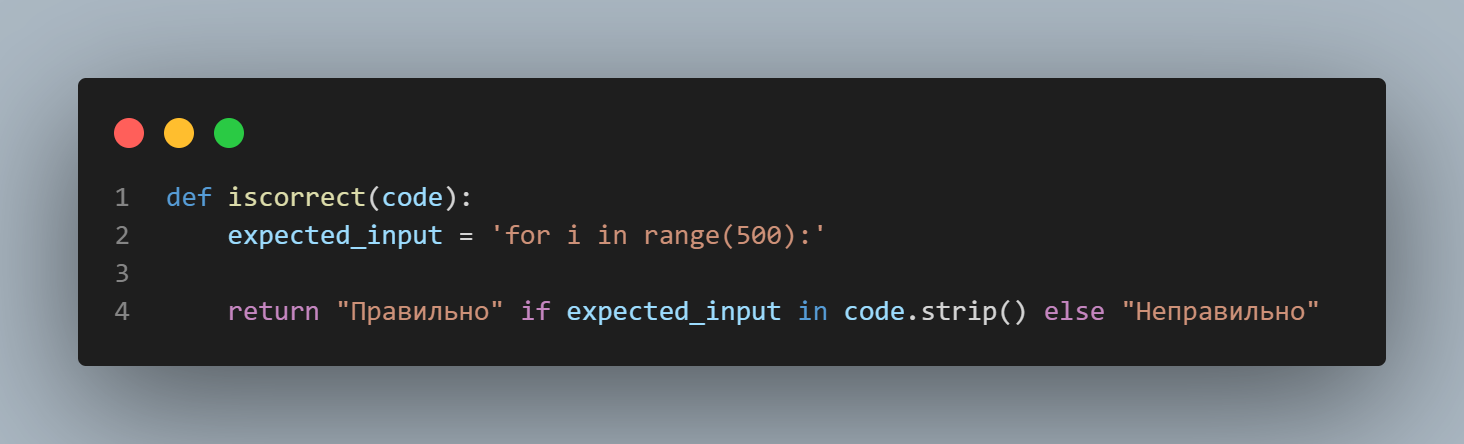 1 def iscorrect(code):
2     expected_input = 'for i in range(500):'
3
4     return "Правильно" if expected_input in code.strip() else "Неправильно"